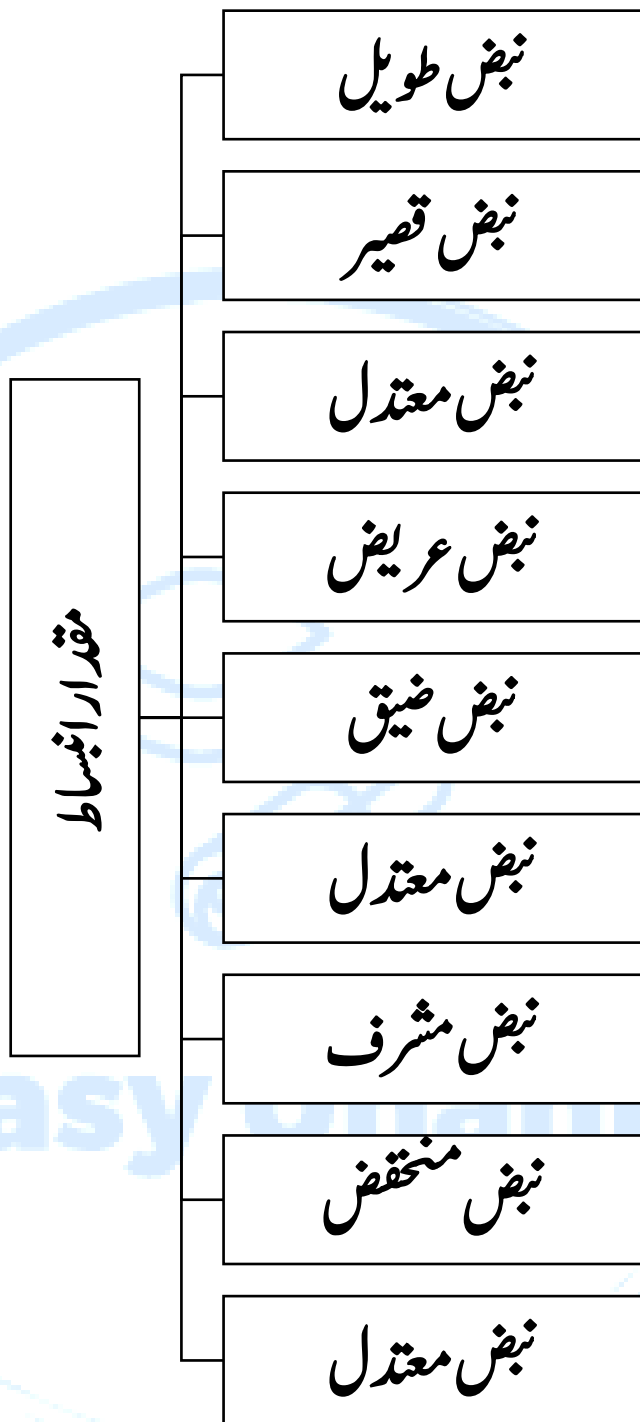 مقدار انبساط
نبض طویل
نبض قصیر
نبض معتدل
نبض عریض
نبض ضیق
نبض معتدل
نبض مشرف
نبض منخفض
نبض معتدل